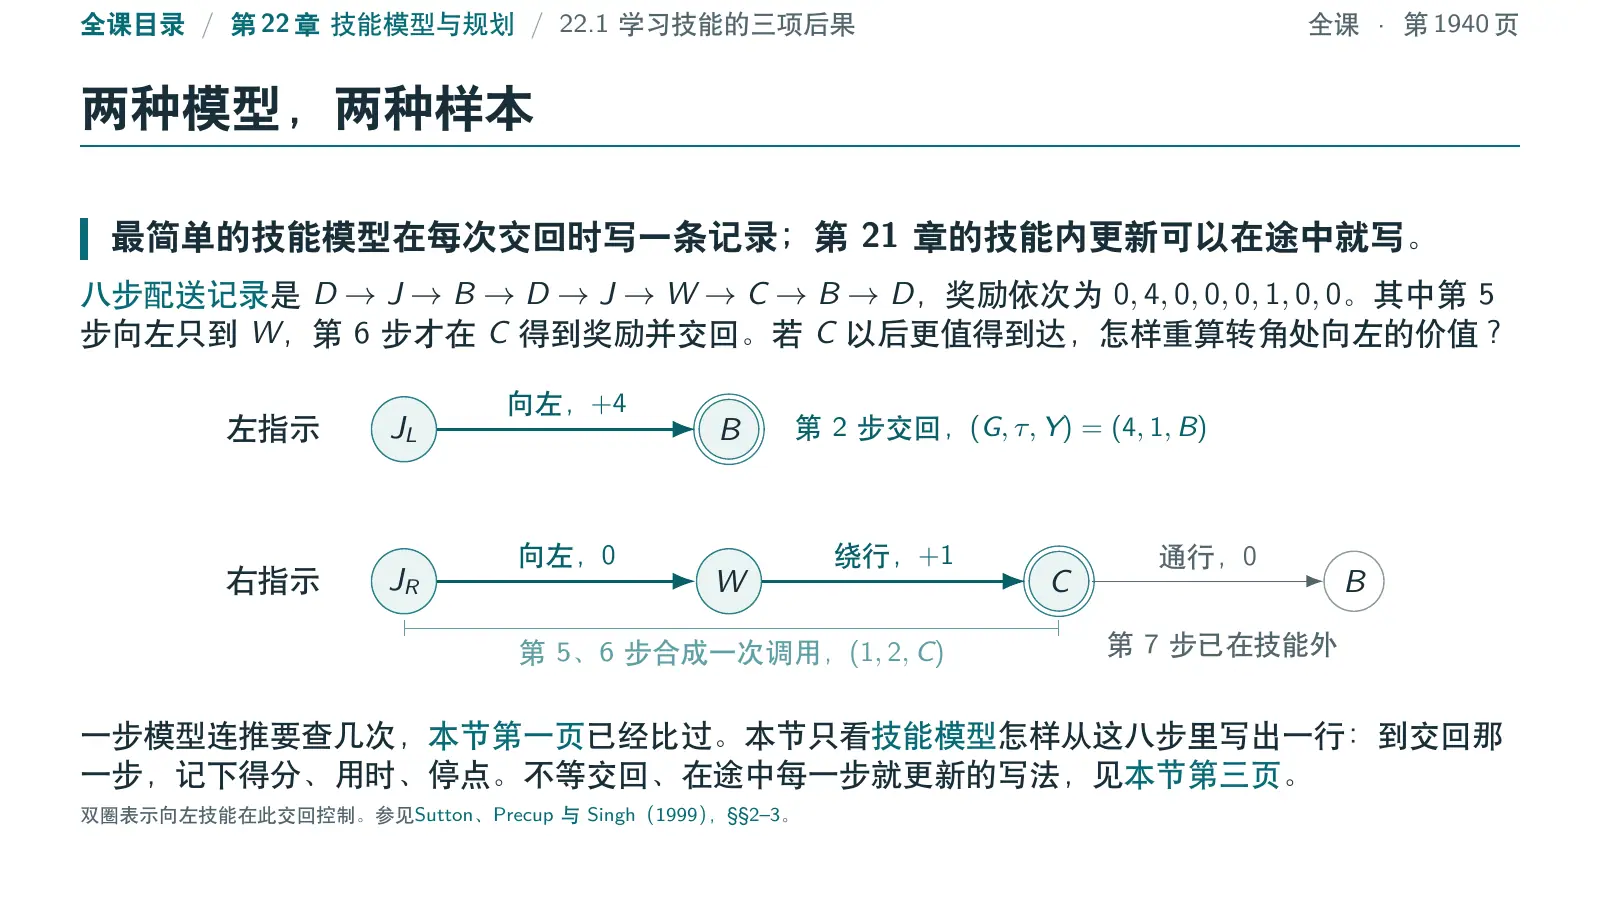 全课目录 / 第 22 章 技能模型与规划 / 22.1 学习技能的三项后果
全课 · 第 1940 页
两种模型，两种样本
最简单的技能模型在每次交回时写一条记录；第 21 章的技能内更新可以在途中就写。
八步配送记录是 D → J → B → D → J → W → C → B → D，奖励依次为 0, 4, 0, 0, 0, 1, 0, 0。其中第 5
步向左只到 W，第 6 步才在 C 得到奖励并交回。若 C 以后更值得到达，怎样重算转角处向左的价值？
左指示
J_L
向左，+4
B
第 2 步交回，(G, τ, Y) = (4, 1, B)
右指示
J_R
向左，0
W
绕行，+1
C
通行，0
B
第 5、6 步合成一次调用，(1, 2, C)
第 7 步已在技能外
一步模型连推要查几次，本节第一页已经比过。本节只看技能模型怎样从这八步里写出一行：到交回那
一步，记下得分、用时、停点。不等交回、在途中每一步就更新的写法，见本节第三页。
双圈表示向左技能在此交回控制。参见Sutton、Precup 与 Singh（1999），§§2–3。